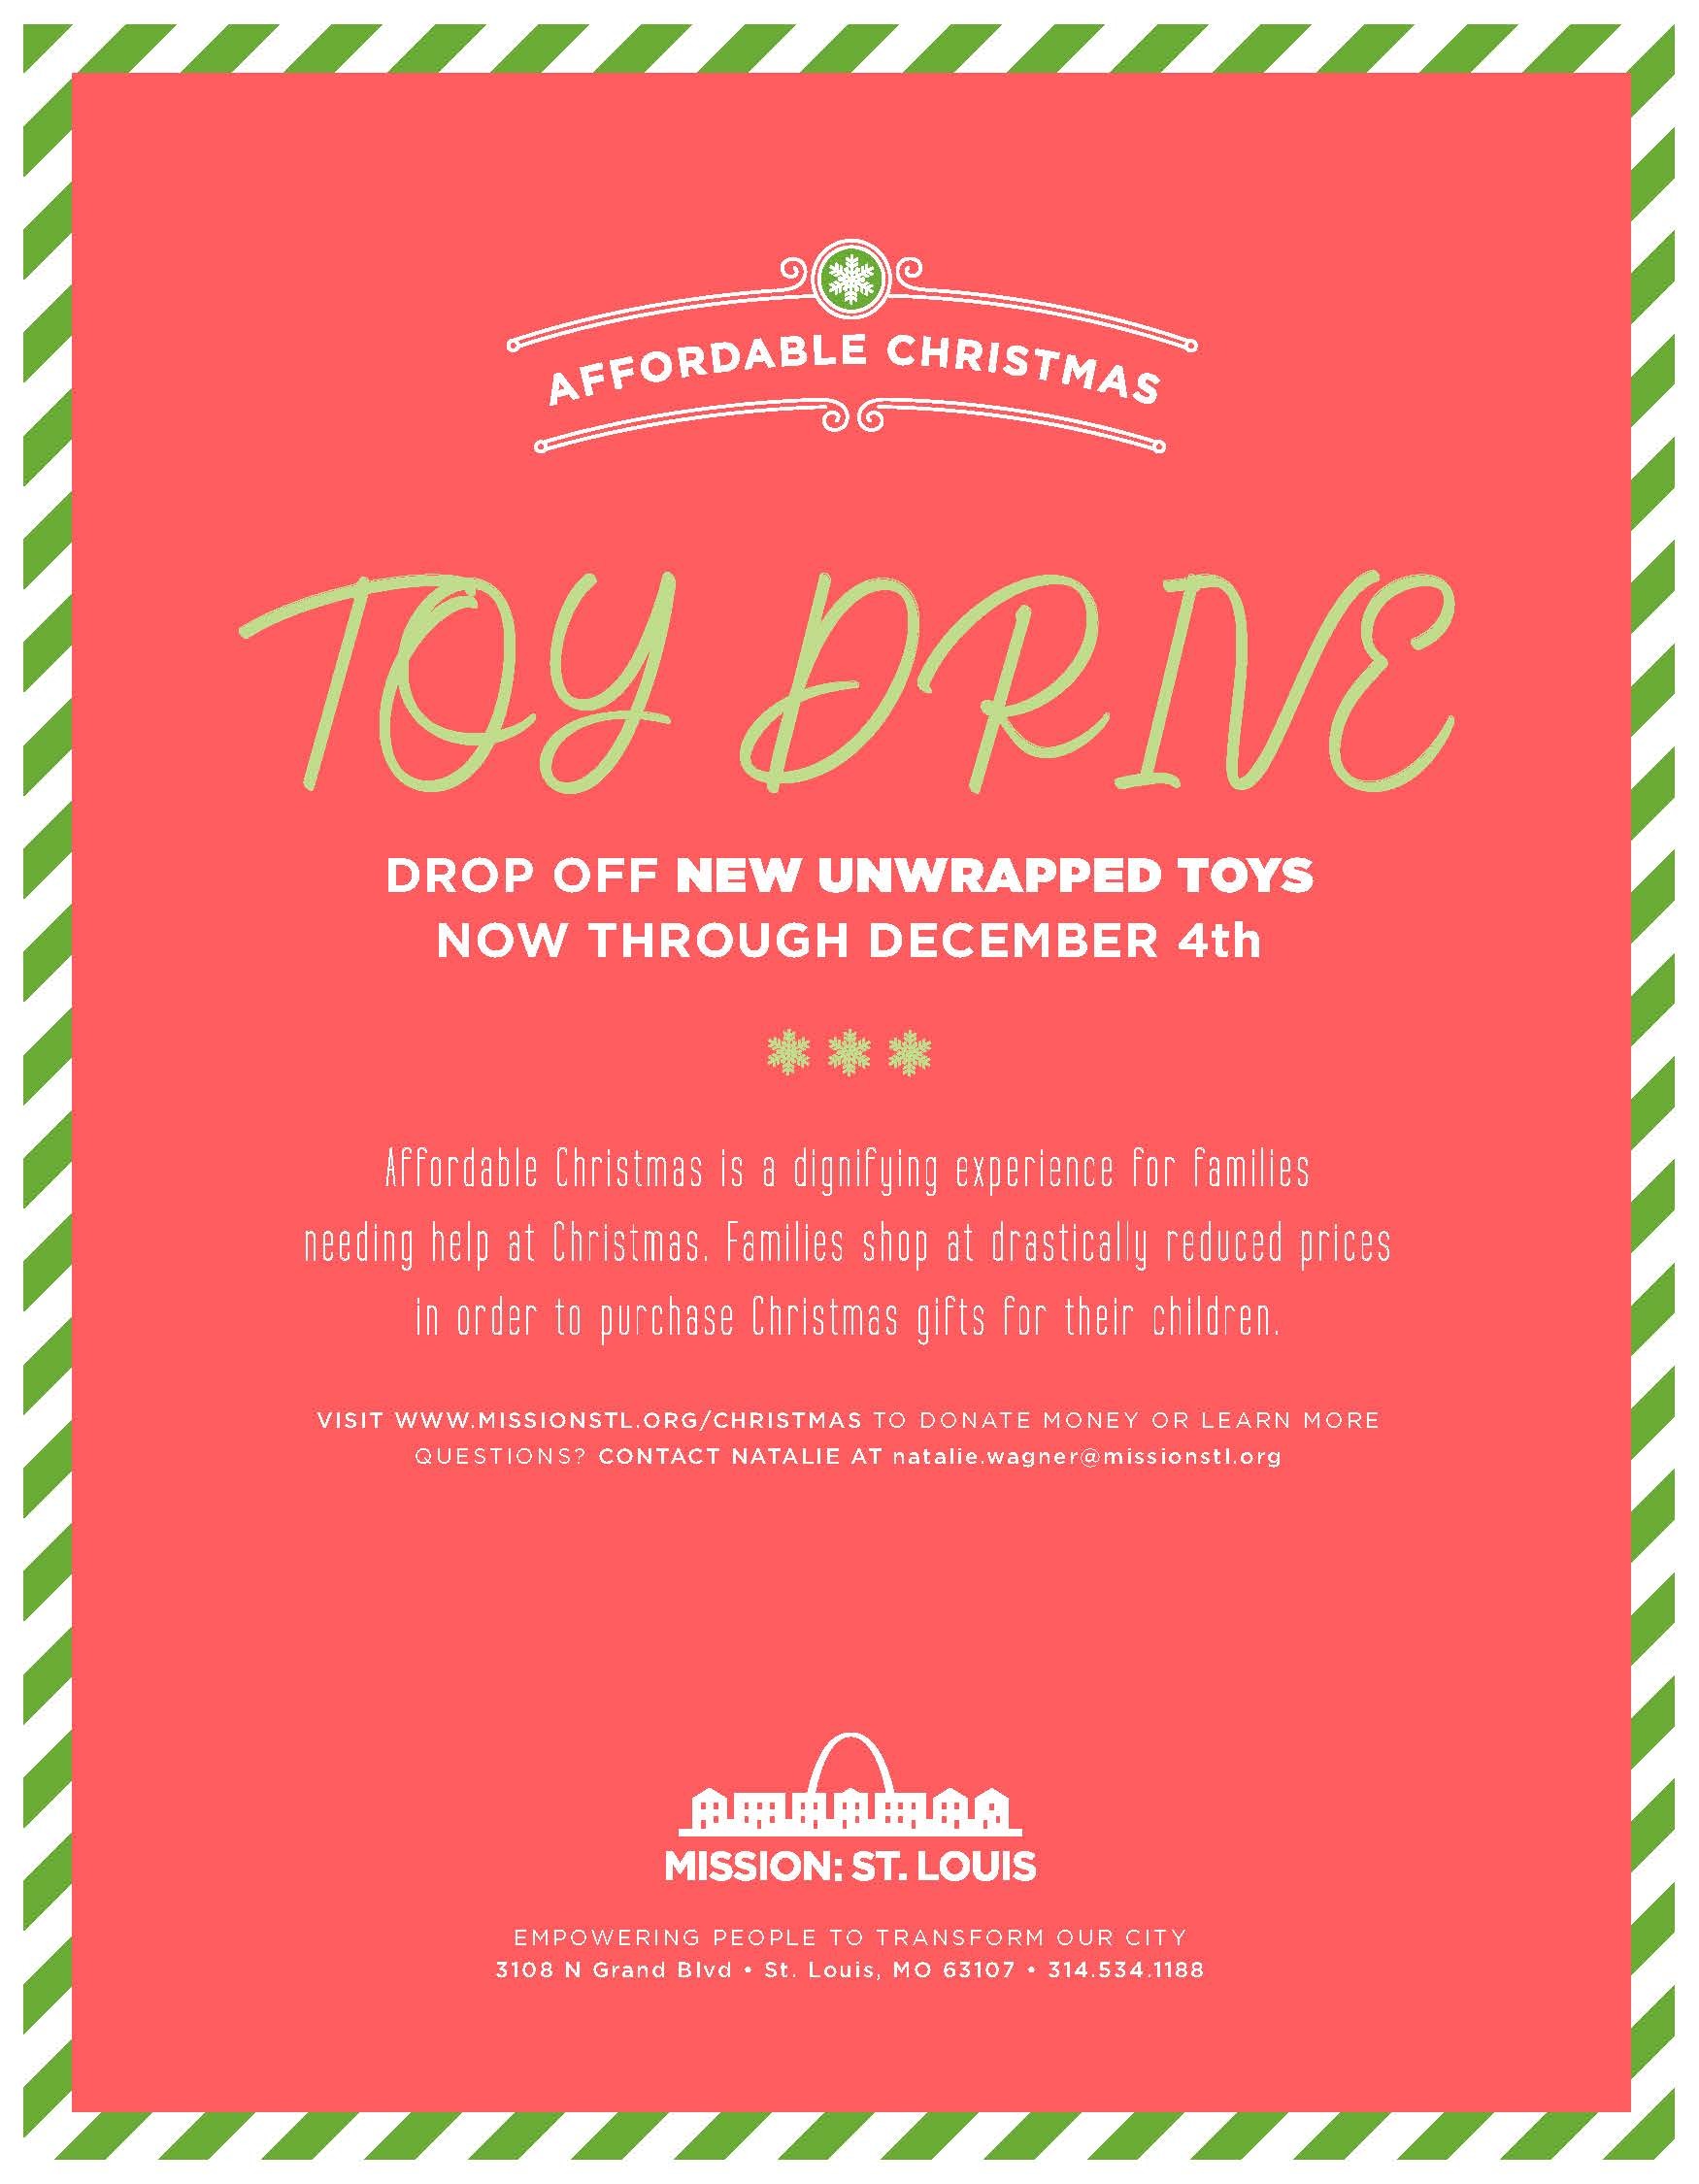 AFFORDABLE CHRISTMAS
TOY DRIVE
DROP OFF NEW UNWRAPPED TOYS
NOW THROUGH DECEMBER 4th
Affordable Christmas is a dignifying experience for families
needing help at Christmas. Families shop at drastically reduced prices
in order to purchase Christmas gifts for their children.
VISIT WWW.MISSIONSTL.ORG/CHRISTMAS TO DONATE MONEY OR LEARN MORE
QUESTIONS? CONTACT NATALIE AT natalie.wagner@missionstl.org
MISSION: ST. LOUIS
EMPOWERING PEOPLE TO TRANSFORM OUR CITY
3108 N Grand Blvd • St. Louis, MO 63107 • 314.534.1188